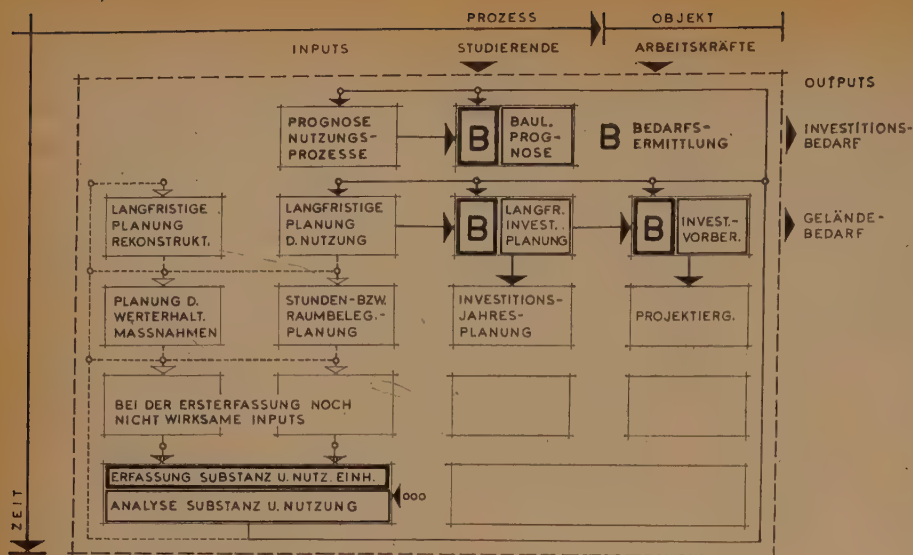 PROZESS
OBJEKT
INPUTS
STUDIERENDE
ARBEITSKRÄFTE
OUTPUTS
PROGNOSE
NUTZUNGS-
PROZESSE
B
BAUL.
PROG-
NOSE
B
BEDARFS-
ERMITTLUNG
INVESTITIONS-
BEDARF
LANGFRISTIGE
PLANUNG
REKONSTRUKT.
LANGFRISTIGE
PLANUNG
D. NUTZUNG
B
LANGFR.
INVEST.
PLANUNG
B
INVEST.-
VORBER.
GELÄNDE-
BEDARF
PLANUNG D.
WERTERHALT.
MASSNAHMEN
STUNDEN-BZW.
RAUMBELEG.-
PLANUNG
INVESTITIONS-
JAHRES-
PLANUNG
PROJEKTIERG.
BEI DER ERSTERFASSUNG NOCH
NICHT WIRKSAME INPUTS
ERFASSUNG SUBSTANZ U. NUTZ. EINH.
ANALYSE SUBSTANZ U. NUTZUNG
ZEIT